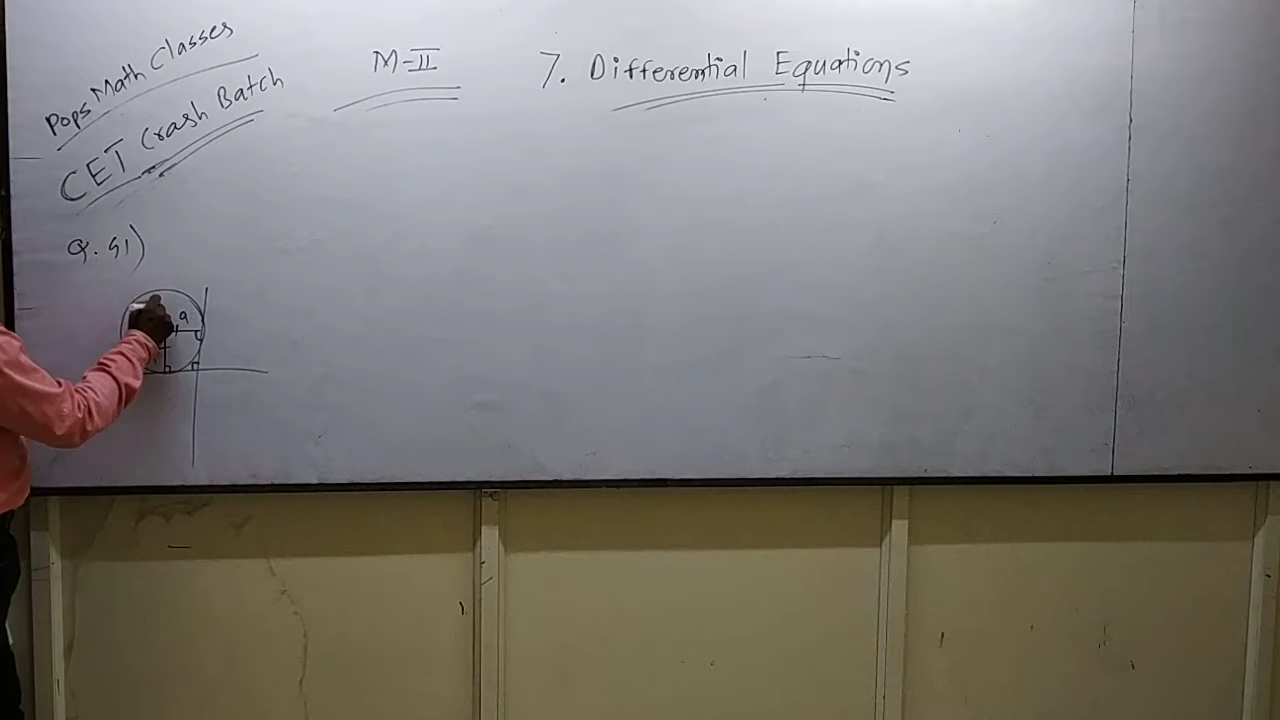 Pops Math Classes
CET Crash Batch
M-II
7. Differential Equations
Q. 51)
a